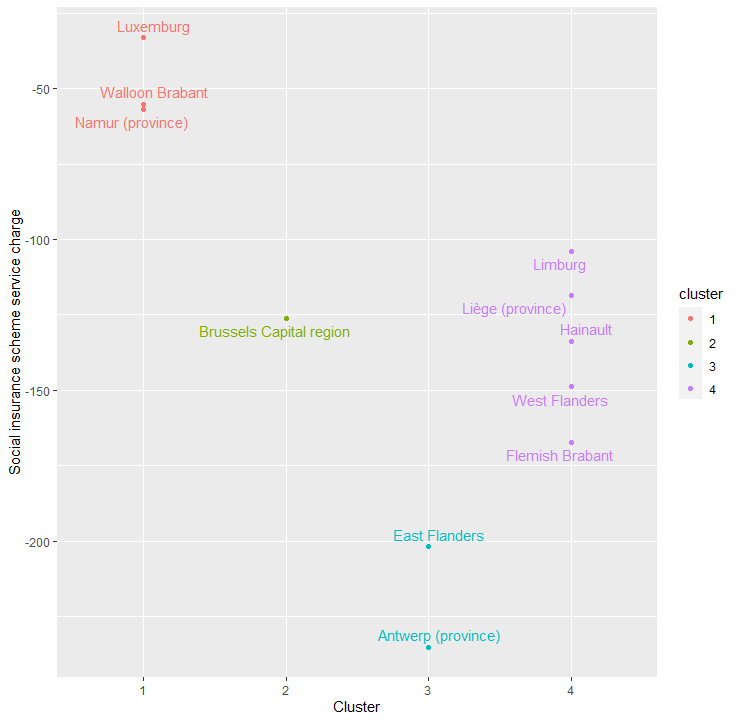 Luxemburg
-50
Walloon Brabant
Namur (province)
-100
Limburg
Liège (province)
Brussels Capital region
Hainault
-150
West Flanders
Flemish Brabant
-200
East Flanders
Antwerp (province)
1
2
3
4
Cluster
Social insurance scheme service charge
cluster
1
2
3
4